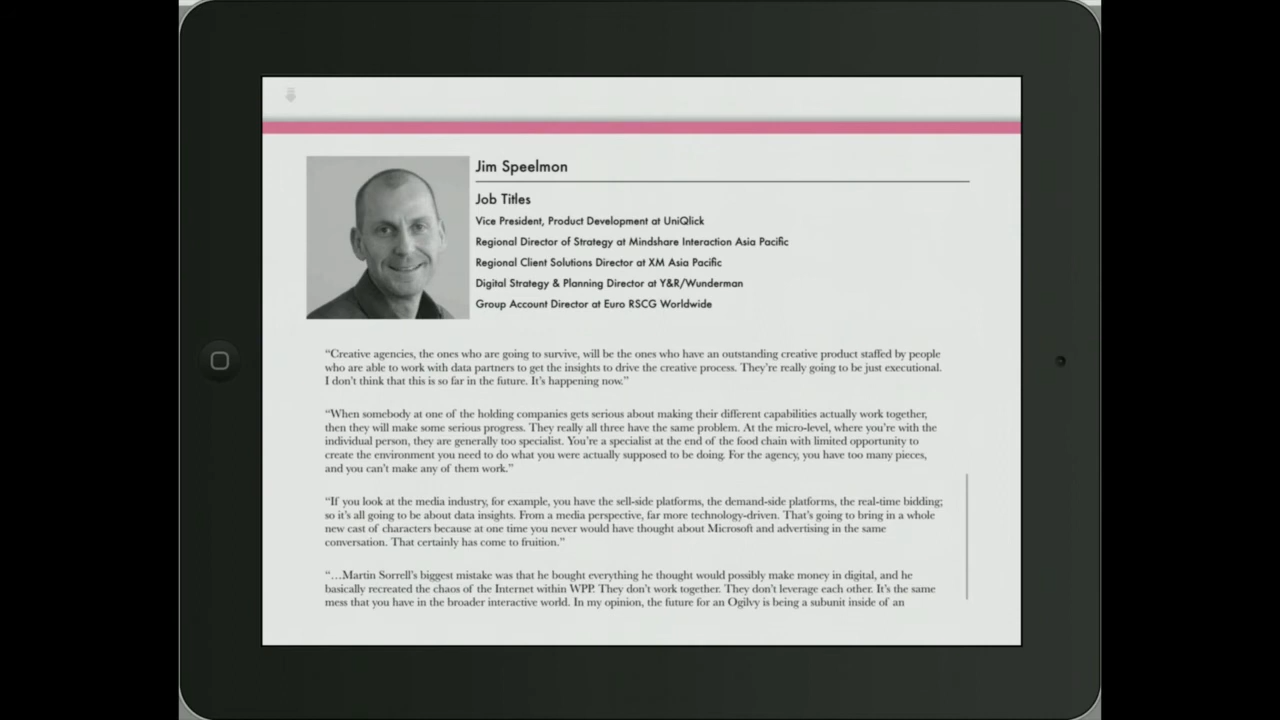 Jim Speelmon
Job Titles
Vice President, Product Development at UniQlick
Regional Director of Strategy at Mindshare Interaction Asia Pacific
Regional Client Solutions Director at XM Asia Pacific
Digital Strategy & Planning Director at Y&R/Wunderman
Group Account Director at Euro RSCG Worldwide
“Creative agencies, the ones who are going to survive, will be the ones who have an outstanding creative product staffed by people
who are able to work with data partners to get the insights to drive the creative process. They’re really going to be just executional.
I don’t think that this is so far in the future. It’s happening now.”
“When somebody at one of the holding companies gets serious about making their different capabilities actually work together,
then they will make some serious progress. They really all three have the same problem. At the micro-level, where you’re with the
individual person, they are generally too specialist. You’re a specialist at the end of the food chain with limited opportunity to
create the environment you need to do what you were actually supposed to be doing. For the agency, you have too many pieces,
and you can’t make any of them work.”
“If you look at the media industry, for example, you have the sell-side platforms, the demand-side platforms, the real-time bidding;
so it’s all going to be about data insights. From a media perspective, far more technology-driven. That’s going to bring in a whole
new cast of characters because at one time you never would have thought about Microsoft and advertising in the same
conversation. That certainly has come to fruition.”
“…Martin Sorrell’s biggest mistake was that he bought everything he thought would possibly make money in digital, and he
basically recreated the chaos of the Internet within WPP. They don’t work together. They don’t leverage each other. It’s the same
mess that you have in the broader interactive world. In my opinion, the future for an Ogilvy is being a subunit inside of an